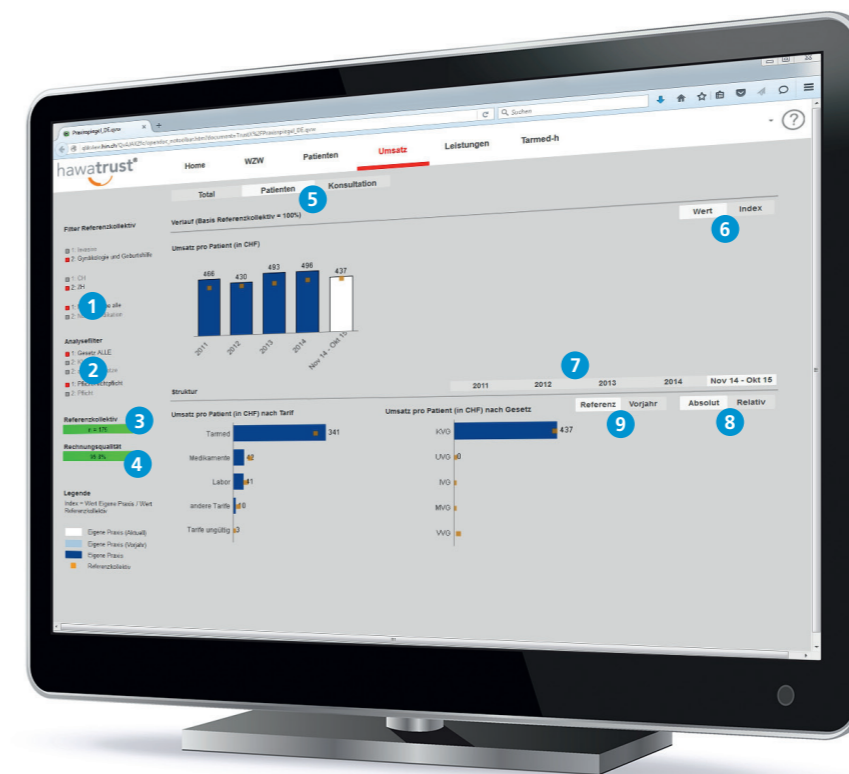 Praxisspiegel_DE.qvw
Suchen
hawatrust®
Home WZW Patienten Umsatz Leistungen Tarmed-h
Total Patienten Konsultation
5
Verlauf (Basis Referenzkollektiv = 100%)
Wert Index
6
Filter Referenzkollektiv
2: Gynäkologie und Geburtshilfe
1: CH
2: ZH
1
alle
Umsatz pro Patient (in CHF)
466 430 493 496 437
2011 2012 2013 2014 Nov 14 - Okt 15
Analysefilter
1: Gesetz ALLE
2
2: Pflicht
7
2011 2012 2013 2014 Nov 14 - Okt 15
Struktur
Referenz Vorjahr
9
Absolut Relativ
8
Referenzkollektiv
n = 175
3
Rechnungsqualität
4
Umsatz pro Patient (in CHF) nach Tarif
Tarmed 341
Medikamente
Labor 41
andere Tarife 10
Tarife ungültig 3
Umsatz pro Patient (in CHF) nach Gesetz
KVG 437
UVG 0
IVG
MVG
VVG
Legende
Index = Wert Eigene Praxis / Wert
Referenzkollektiv
Eigene Praxis (Aktuell)
Eigene Praxis (Vorjahr)
Eigene Praxis
Referenzkollektiv